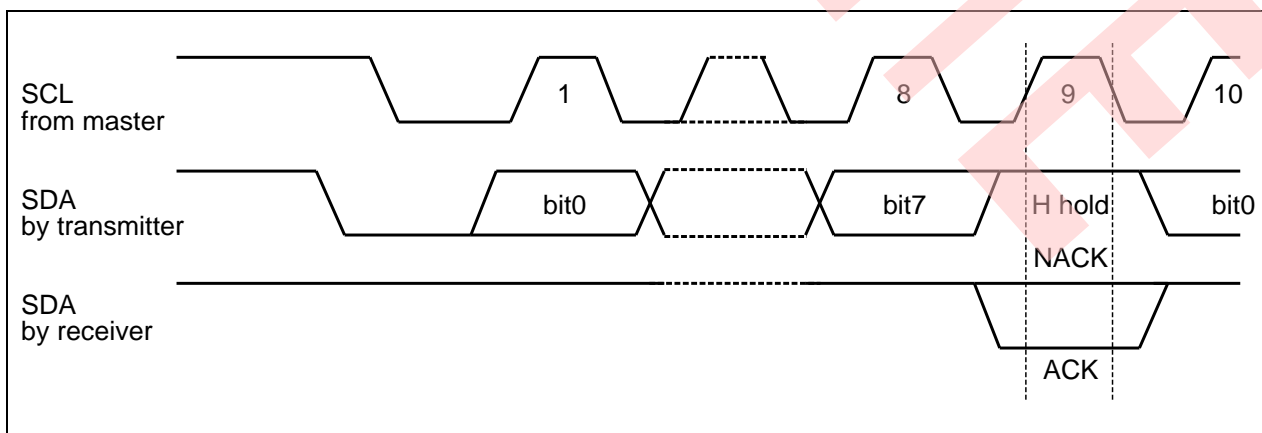 SCL
from master
1
8
9
10
SDA
by transmitter
bit0
bit7
H hold
bit0
NACK
SDA
by receiver
ACK